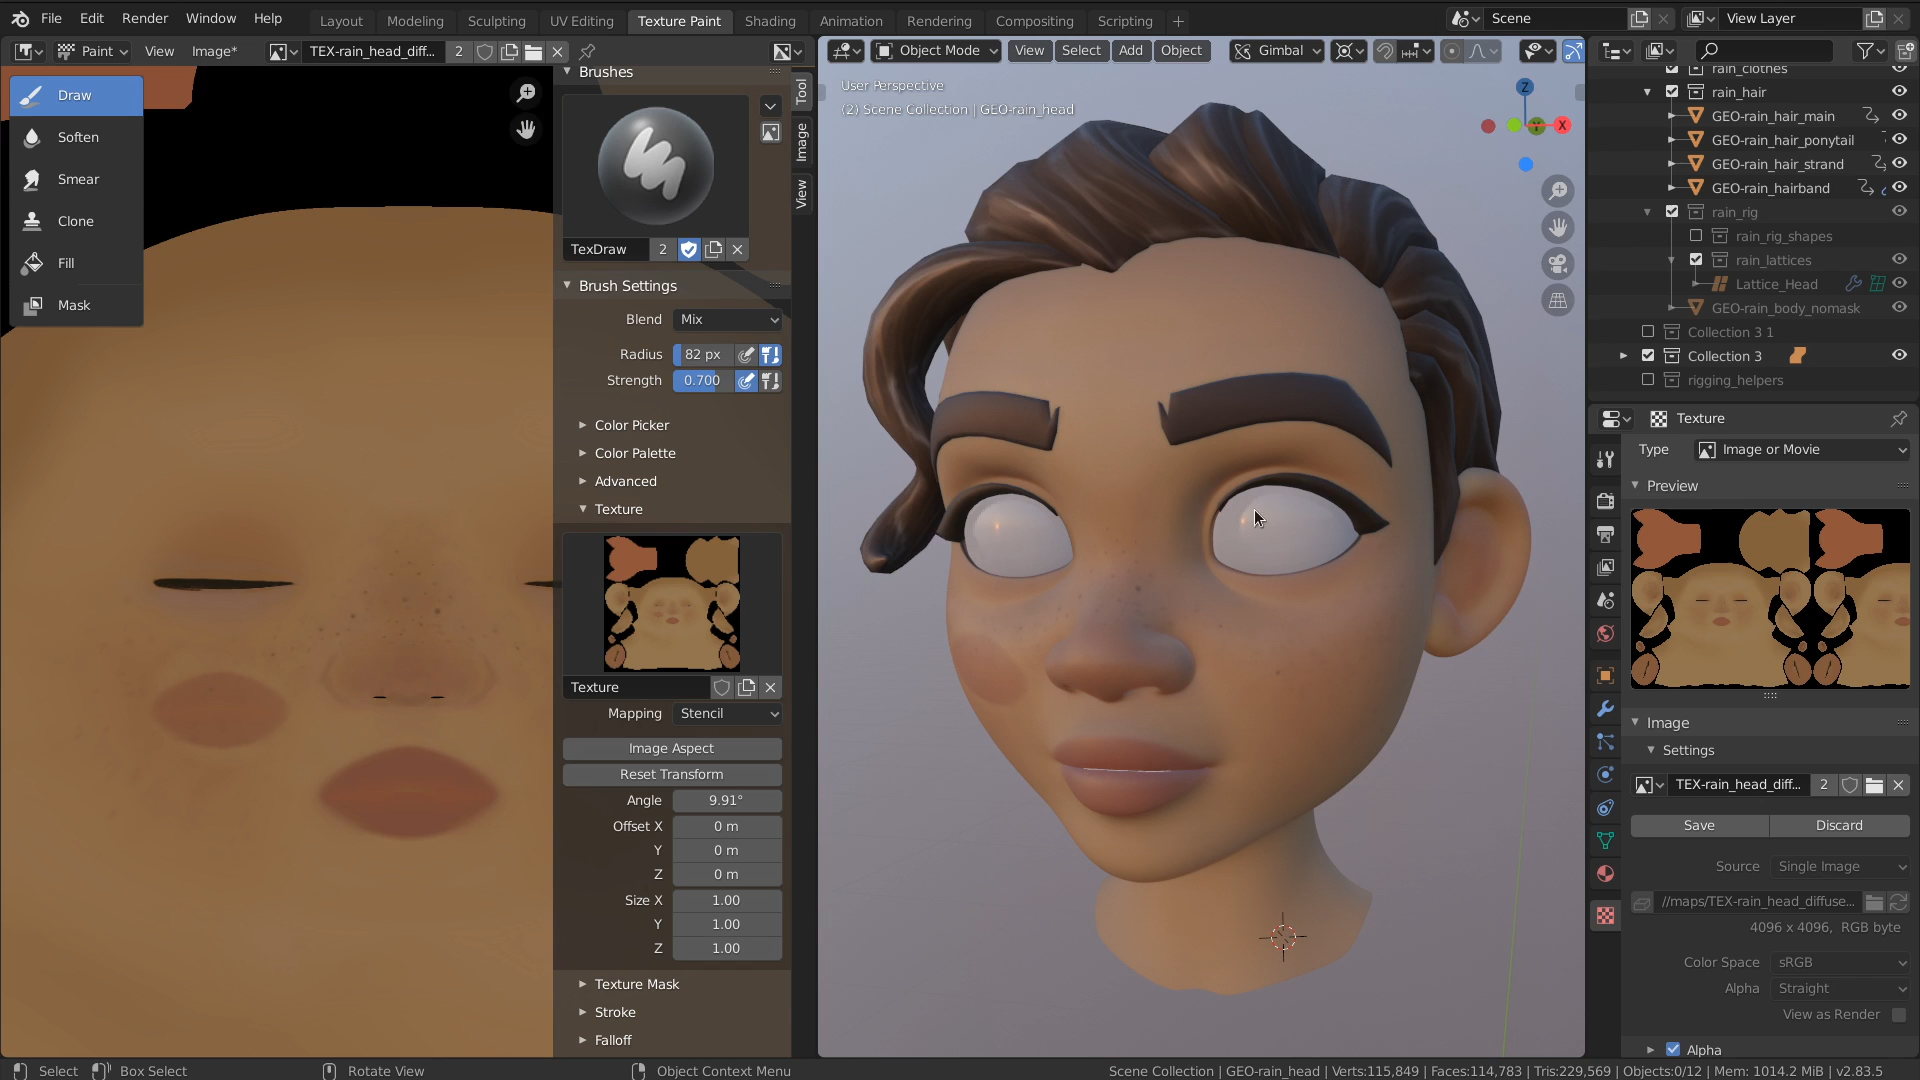 File Edit Render Window Help Layout Modeling Sculpting UV Editing Texture Paint Shading Animation Rendering Compositing Scripting + Scene View Layer
Paint View Image* TEX-rain_head_diff... 2
Object Mode View Select Add Object Gimbal
Draw
Soften
Smear
Clone
Fill
Mask
Brushes
TexDraw 2
Brush Settings
Blend Mix
Radius 82 px
Strength 0.700
Color Picker
Color Palette
Advanced
Texture
Texture
Mapping Stencil
Image Aspect
Reset Transform
Angle 9.91°
Offset X 0 m
Y 0 m
Z 0 m
Size X 1.00
Y 1.00
Z 1.00
Texture Mask
Stroke
Falloff
Tool
Image
View
User Perspective
(2) Scene Collection | GEO-rain_head
Z
Y
X
rain_clothes
rain_hair
GEO-rain_hair_main
GEO-rain_hair_ponytail
GEO-rain_hair_strand
GEO-rain_hairband
rain_rig
rain_rig_shapes
rain_lattices
Lattice_Head
GEO-rain_body_nomask
Collection 3 1
Collection 3
rigging_helpers
Texture
Type Image or Movie
Preview
Image
Settings
TEX-rain_head_diff... 2
Save Discard
Source Single Image
//maps/TEX-rain_head_diffuse...
4096 x 4096, RGB byte
Color Space sRGB
Alpha Straight
View as Render
Alpha
Select Box Select Rotate View Object Context Menu Scene Collection | GEO-rain_head | Verts:115,849 | Faces:114,783 | Tris:229,569 | Objects:0/12 | Mem: 1014.2 MiB | v2.83.5